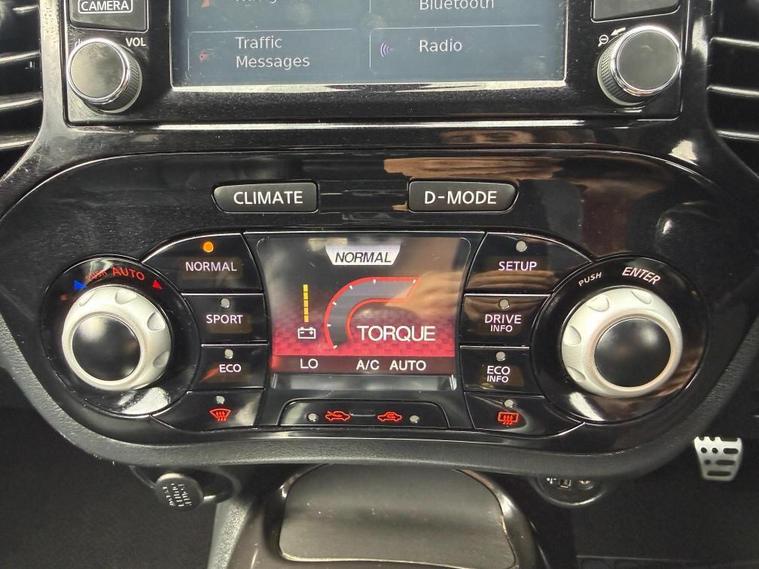 CAMERA
VOL
Bluetooth
Traffic
Messages
Radio
CLIMATE
D-MODE
NORMAL
SPORT
ECO
AUTO
NORMAL
TORQUE
LO A/C AUTO
SETUP
DRIVE
INFO
ECO
INFO
PUSH ENTER